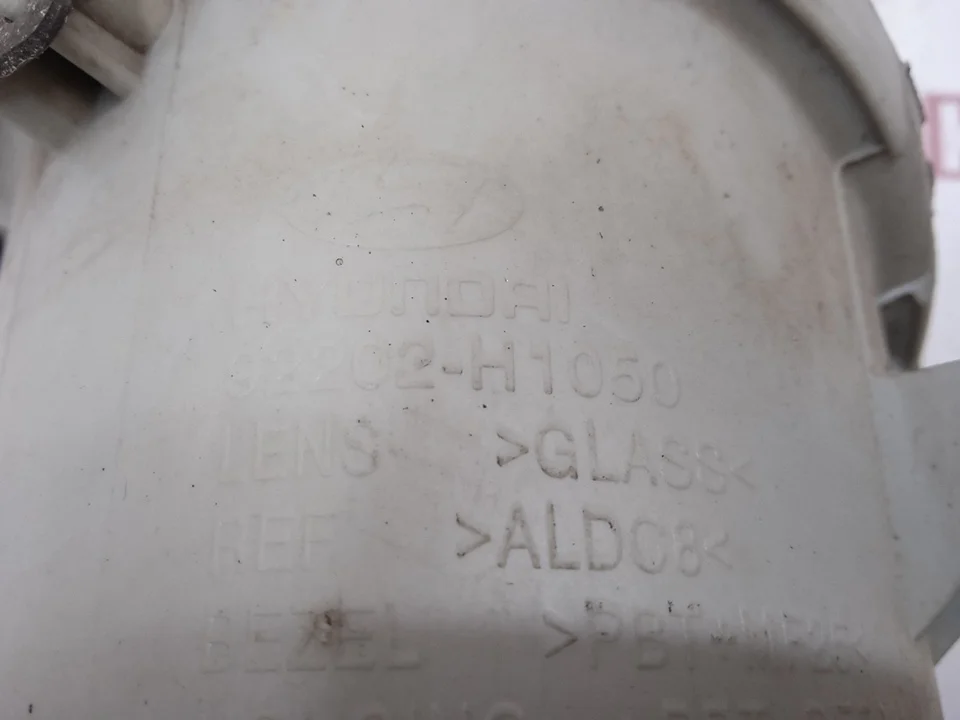 HYUNDAI
92202-H1050
LENS >GLASS<
REF >ALDC8<
BEZEL